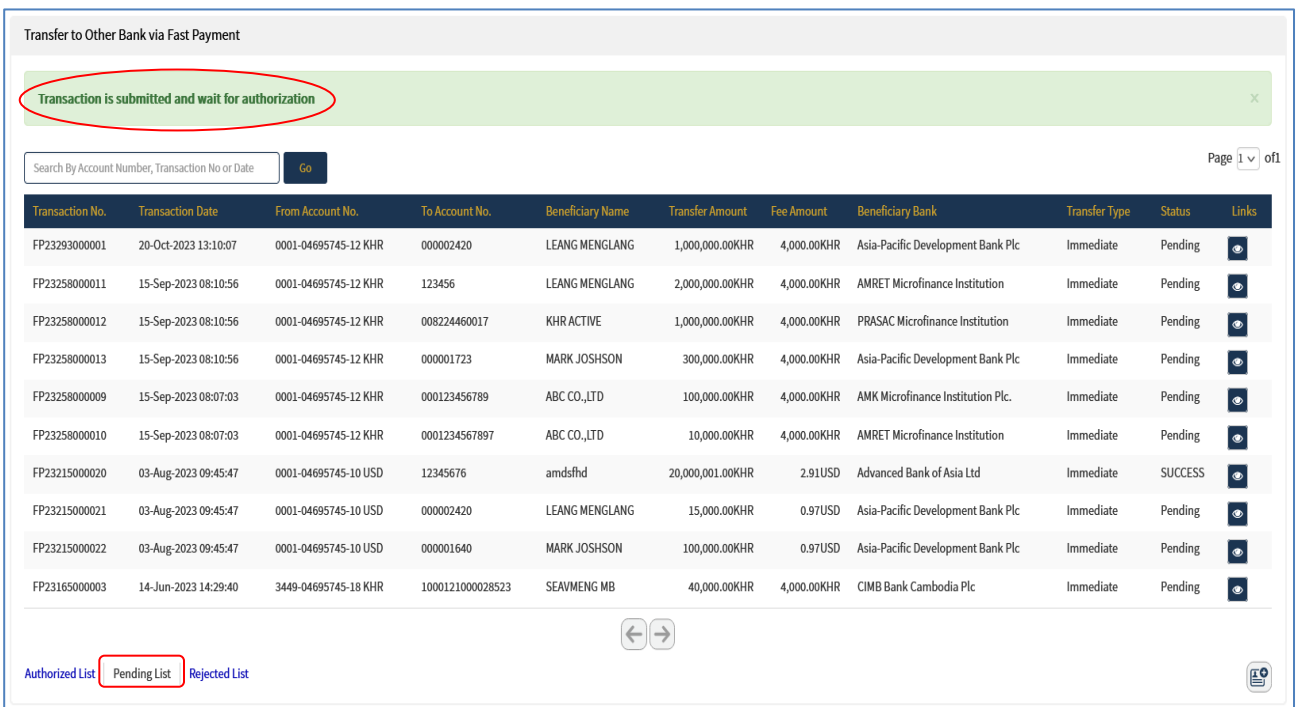 Transfer to Other Bank via Fast Payment
Transaction is submitted and wait for authorization x
Search By Account Number, Transaction No or Date Go Page 1 of1
Transaction No. Transaction Date From Account No. To Account No. Beneficiary Name Transfer Amount Fee Amount Beneficiary Bank Transfer Type Status Links
FP23293000001 20-Oct-2023 13:10:07 0001-04695745-12 KHR 000002420 LEANG MENGLANG 1,000,000.00KHR 4,000.00KHR Asia-Pacific Development Bank Plc Immediate Pending
FP23258000011 15-Sep-2023 08:10:56 0001-04695745-12 KHR 123456 LEANG MENGLANG 2,000,000.00KHR 4,000.00KHR AMRET Microfinance Institution Immediate Pending
FP23258000012 15-Sep-2023 08:10:56 0001-04695745-12 KHR 008224460017 KHR ACTIVE 1,000,000.00KHR 4,000.00KHR PRASAC Microfinance Institution Immediate Pending
FP23258000013 15-Sep-2023 08:10:56 0001-04695745-12 KHR 000001723 MARK JOSHSON 300,000.00KHR 4,000.00KHR Asia-Pacific Development Bank Plc Immediate Pending
FP23258000009 15-Sep-2023 08:07:03 0001-04695745-12 KHR 000123456789 ABC CO.,LTD 100,000.00KHR 4,000.00KHR AMK Microfinance Institution Plc. Immediate Pending
FP23258000010 15-Sep-2023 08:07:03 0001-04695745-12 KHR 0001234567897 ABC CO.,LTD 10,000.00KHR 4,000.00KHR AMRET Microfinance Institution Immediate Pending
FP23215000020 03-Aug-2023 09:45:47 0001-04695745-10 USD 12345676 amdsfhd 20,000,001.00KHR 2.91USD Advanced Bank of Asia Ltd Immediate SUCCESS
FP23215000021 03-Aug-2023 09:45:47 0001-04695745-10 USD 000002420 LEANG MENGLANG 15,000.00KHR 0.97USD Asia-Pacific Development Bank Plc Immediate Pending
FP23215000022 03-Aug-2023 09:45:47 0001-04695745-10 USD 000001640 MARK JOSHSON 100,000.00KHR 0.97USD Asia-Pacific Development Bank Plc Immediate Pending
FP23165000003 14-Jun-2023 14:29:40 3449-04695745-18 KHR 1000121000028523 SEAVMENG MB 40,000.00KHR 4,000.00KHR CIMB Bank Cambodia Plc Immediate Pending
Authorized List Pending List Rejected List